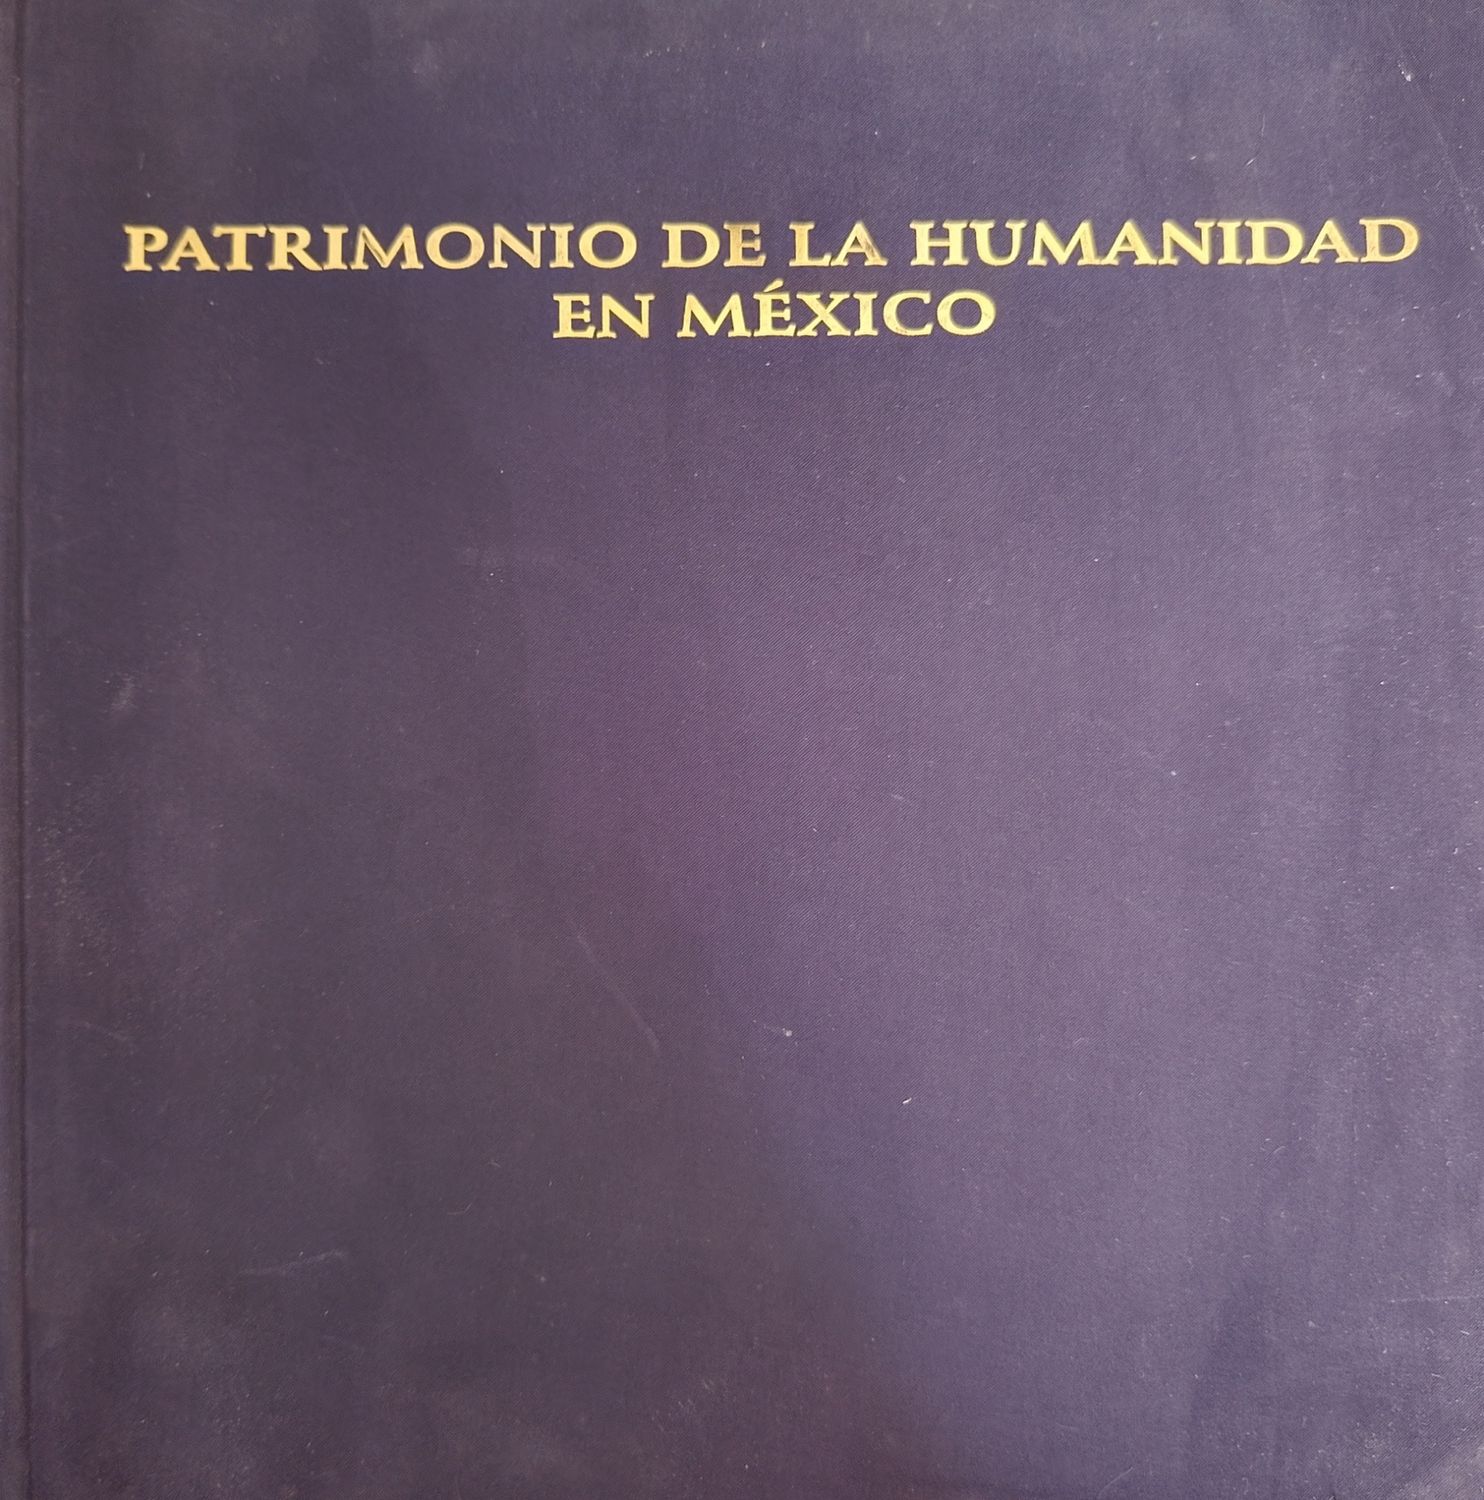 PATRIMONIO DE LA HUMANIDAD
EN MÉXICO